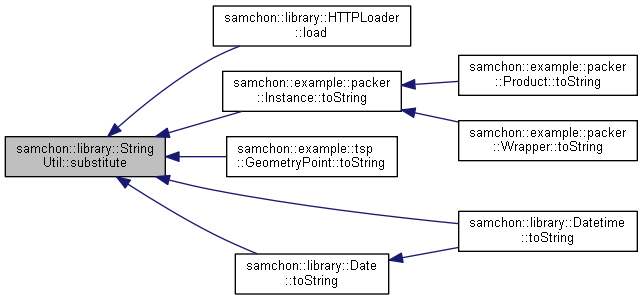 samchon::library::HTTPLoader
::load
samchon::example::packer
::Instance::toString
samchon::example::packer
::Product::toString
samchon::example::packer
::Wrapper::toString
samchon::library::String
Util::substitute
samchon::example::tsp
::GeometryPoint::toString
samchon::library::Datetime
::toString
samchon::library::Date
::toString